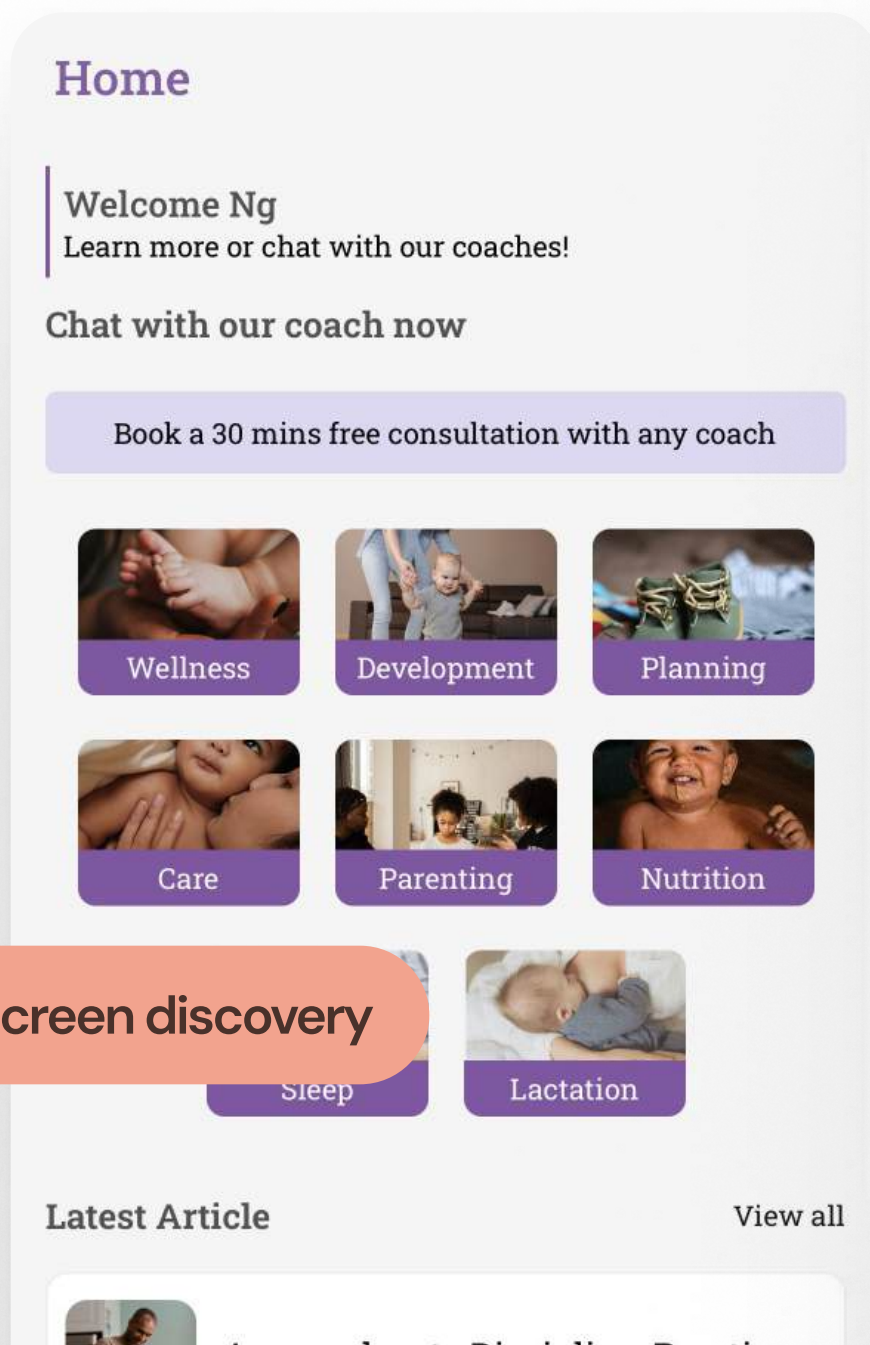 Home
Welcome Ng
Learn more or chat with our coaches!
Chat with our coach now
Book a 30 mins free consultation with any coach
Wellness
Development
Planning
Care
Parenting
Nutrition
discovery
Sleep
Lactation
Latest Article
View all